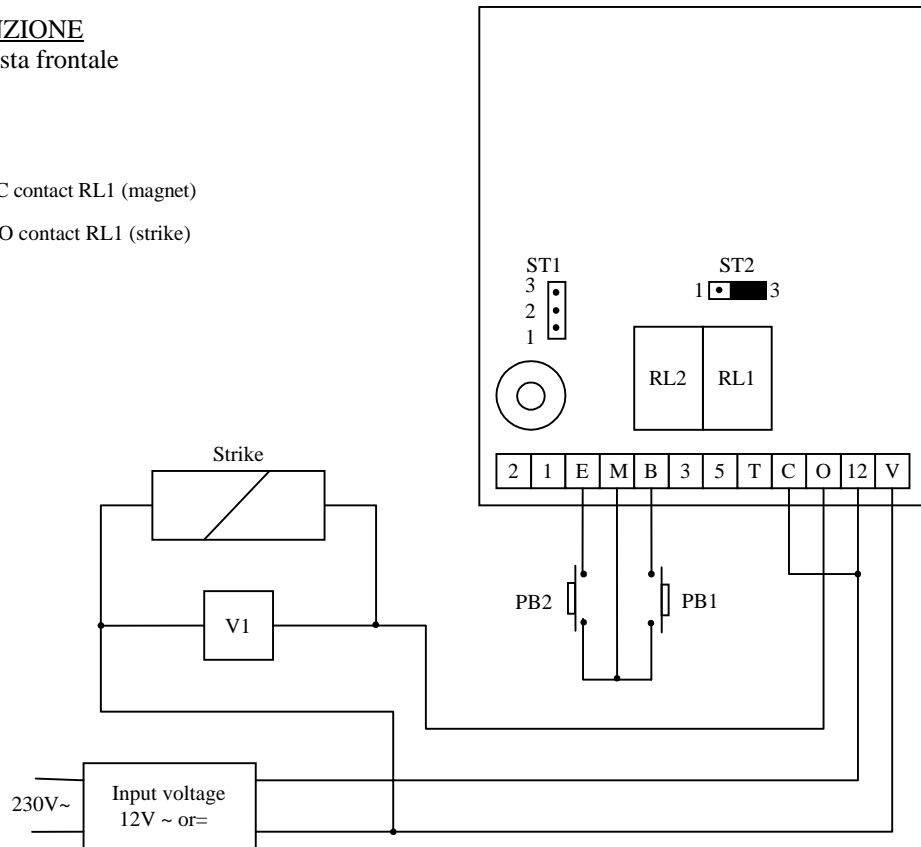 NZIONE
sta frontale
C contact RL1 (magnet)
O contact RL1 (strike)
ST1
3
2
1
ST2
1 3
RL2 RL1
Strike
2 1 E M B 3 5 T C O 12 V
PB2 PB1
V1
230V~
Input voltage
12V ~ or=